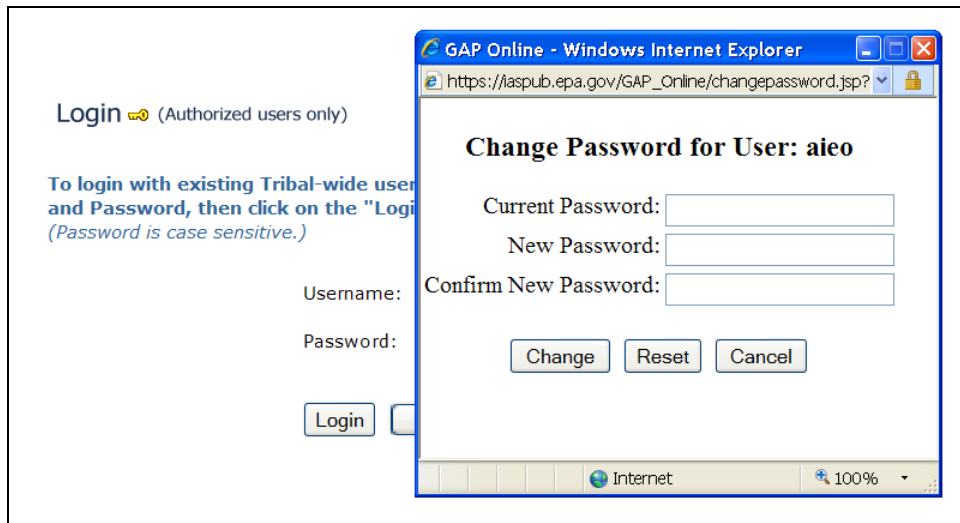 Login (Authorized users only)
To login with existing Tribal-wide user
and Password, then click on the "Logi
(Password is case sensitive.)
Username:
Password:
Login
GAP Online - Windows Internet Explorer
https://iaspub.epa.gov/GAP_Online/changepassword.jsp?
Change Password for User: aieo
Current Password:
New Password:
Confirm New Password:
Change Reset Cancel
Internet 100%